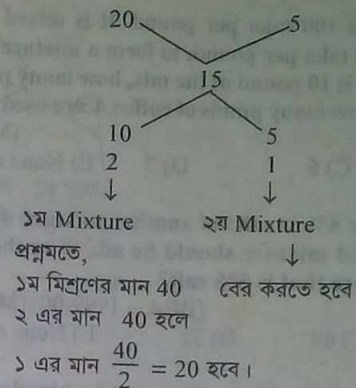 20 5
15
10 5
2 1
১ম Mixture ২য় Mixture
প্রশ্নমতে,
১ম মিশ্রণের মান 40 বের করতে হবে
২ এর মান 40 হলে
১ এর মান 40/2 = 20 হবে।